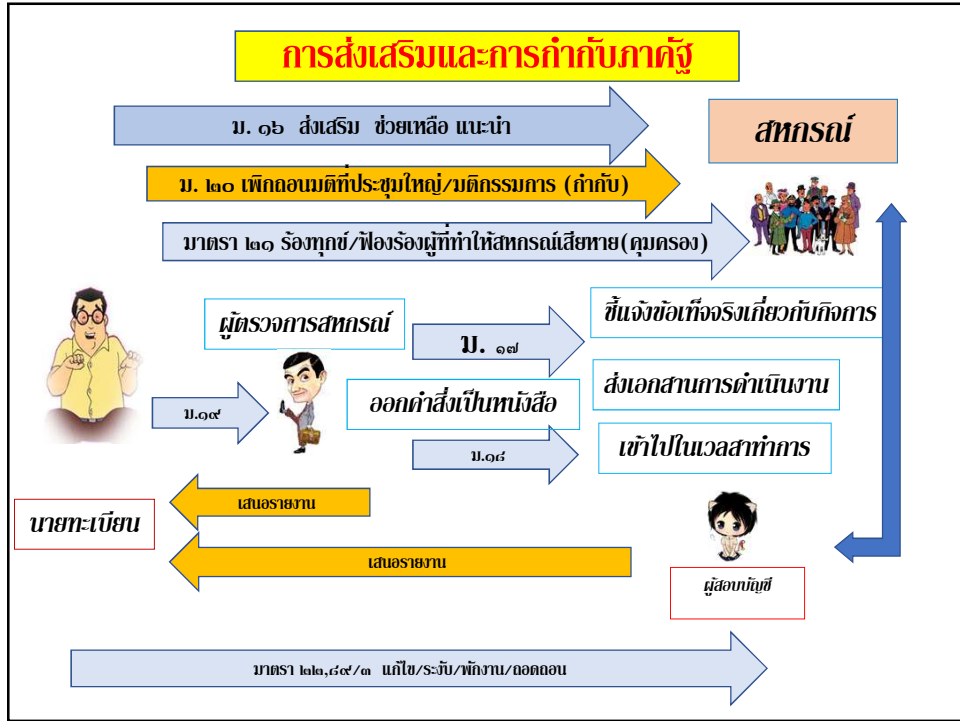 การส่งเสริมและการกำกับภาครัฐ
ม. ๑๖ ส่งเสริม ช่วยเหลือ แนะนำ
สหกรณ์
ม. ๒๐ เพิกถอนมติที่ประชุมใหญ่/มติกรรมการ (กำกับ)
มาตรา ๒๑ ร้องทุกข์/ฟ้องร้องผู้ที่ทำให้สหกรณ์เสียหาย(คุมครอง)
ผู้ตรวจการสหกรณ์
ม. ๑๗
ชี้แจ้งข้อเท็จจริงเกี่ยวกับกิจการ
ม.๑๙
ออกคำสั่งเป็นหนังสือ
ส่งเอกสานการดำเนินงาน
ม.๑๘
เข้าไปในเวลสาทำการ
นายทะเบียน
เสนอรายงาน
เสนอรายงาน
ผู้สอบบัญชี
มาตรา ๒๒,๘๙/๓ แก้ไข/ระงับ/พักงาน/ถอดถอน